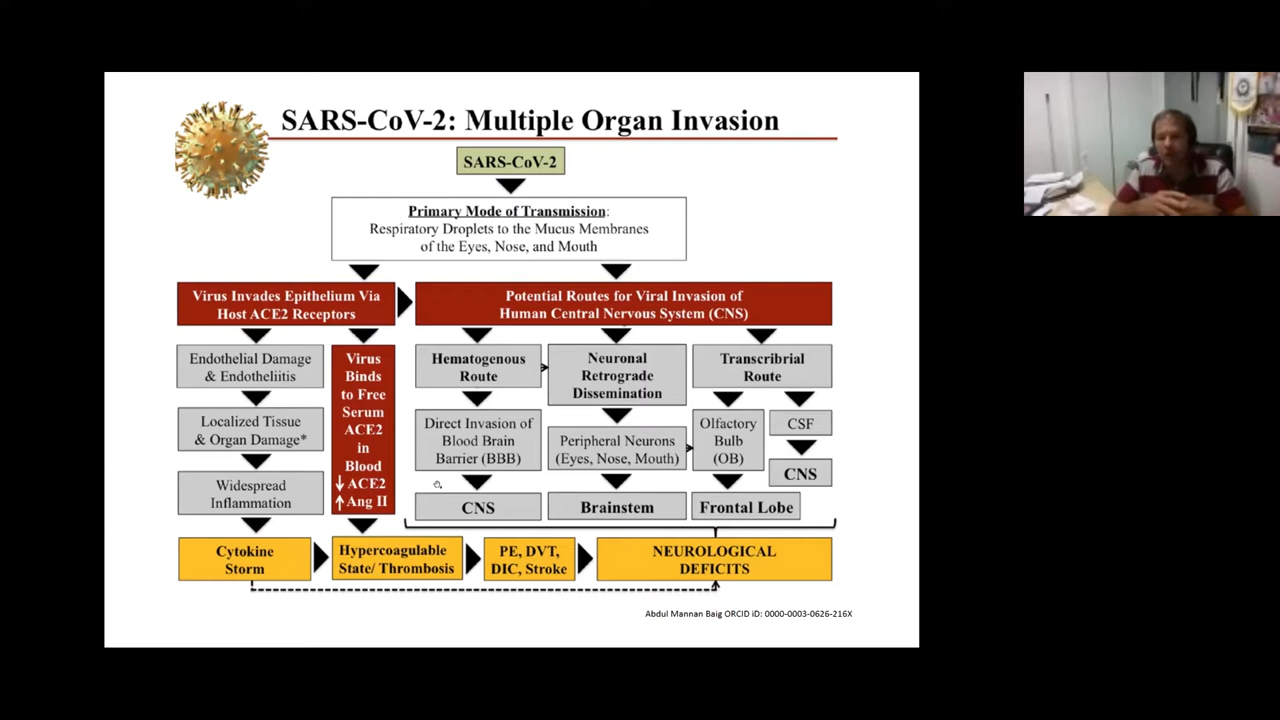 SARS-CoV-2: Multiple Organ Invasion
SARS-CoV-2
Primary Mode of Transmission:
Respiratory Droplets to the Mucus Membranes
of the Eyes, Nose, and Mouth
Virus Invades Epithelium Via
Host ACE2 Receptors
Potential Routes for Viral Invasion of
Human Central Nervous System (CNS)
Endothelial Damage
& Endotheliitis
Localized Tissue
& Organ Damage*
Widespread
Inflammation
Virus
Binds
to Free
Serum
ACE2
in
Blood
↓ ACE2
↑ Ang II
Hematogenous
Route
Direct Invasion of
Blood Brain
Barrier (BBB)
CNS
Neuronal
Retrograde
Dissemination
Peripheral Neurons
(Eyes, Nose, Mouth)
Brainstem
Transcribrial
Route
Olfactory
Bulb
(OB)
Frontal Lobe
CSF
CNS
Cytokine
Storm
Hypercoagulable
State/ Thrombosis
PE, DVT,
DIC, Stroke
NEUROLOGICAL
DEFICITS
Abdul Mannan Baig ORCID iD: 0000-0003-0626-216X